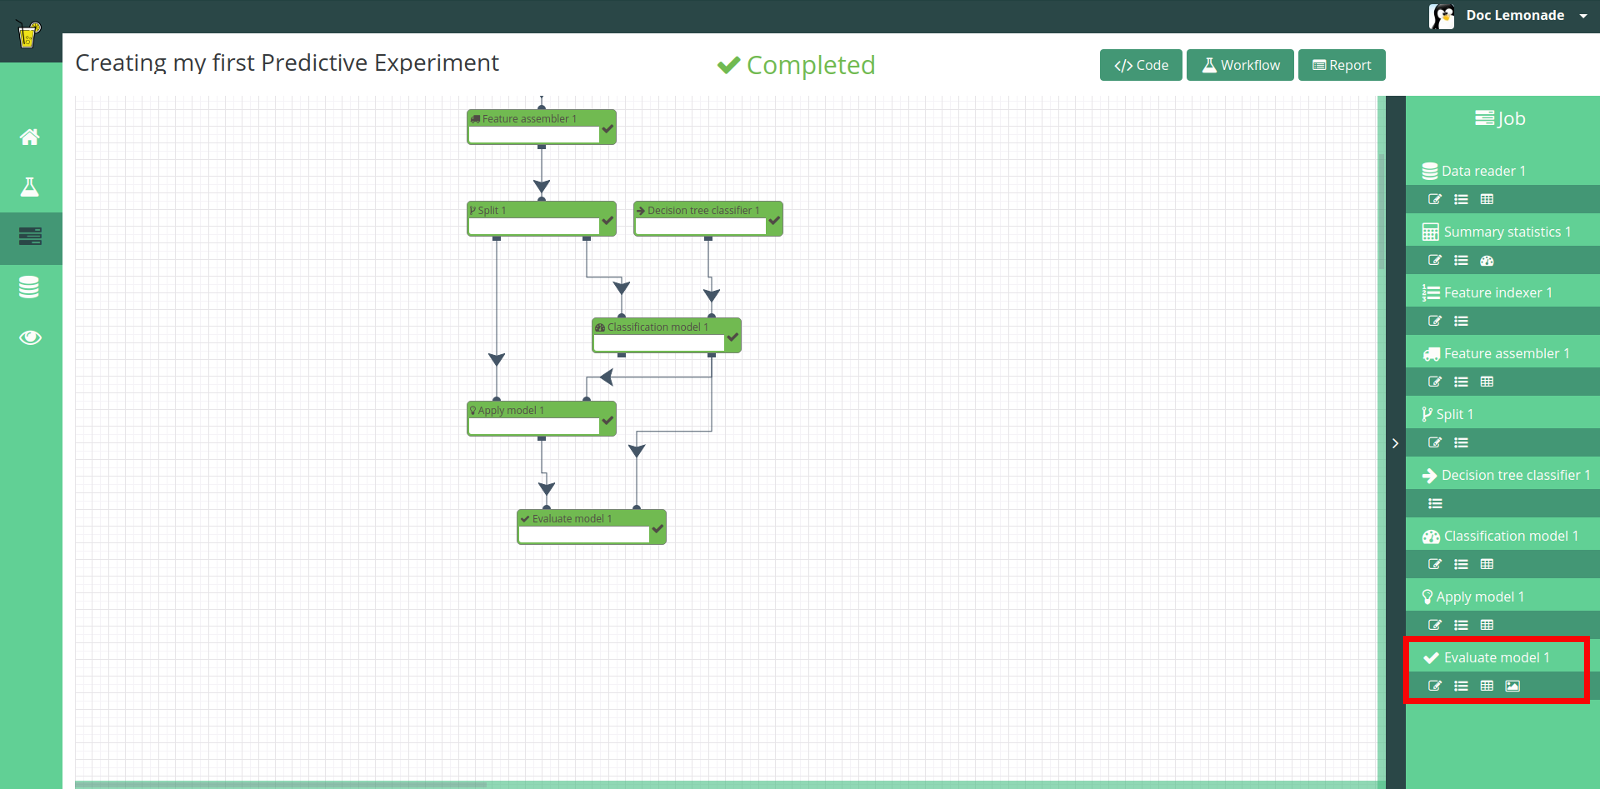 Doc Lemonade
Creating my first Predictive Experiment
Completed
</> Code
Workflow
Report
Feature assembler 1
Split 1
Decision tree classifier 1
Classification model 1
Apply model 1
Evaluate model 1
Job
Data reader 1
Summary statistics 1
Feature indexer 1
Feature assembler 1
Split 1
Decision tree classifier 1
Classification model 1
Apply model 1
Evaluate model 1